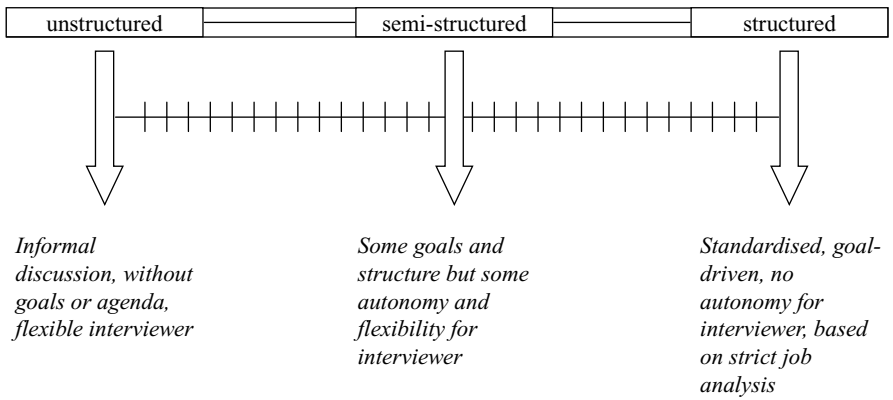 unstructured
semi-structured
structured
Informal
discussion, without
goals or agenda,
flexible interviewer
Some goals and
structure but some
autonomy and
flexibility for
interviewer
Standardised, goal-
driven, no
autonomy for
interviewer, based
on strict job
analysis